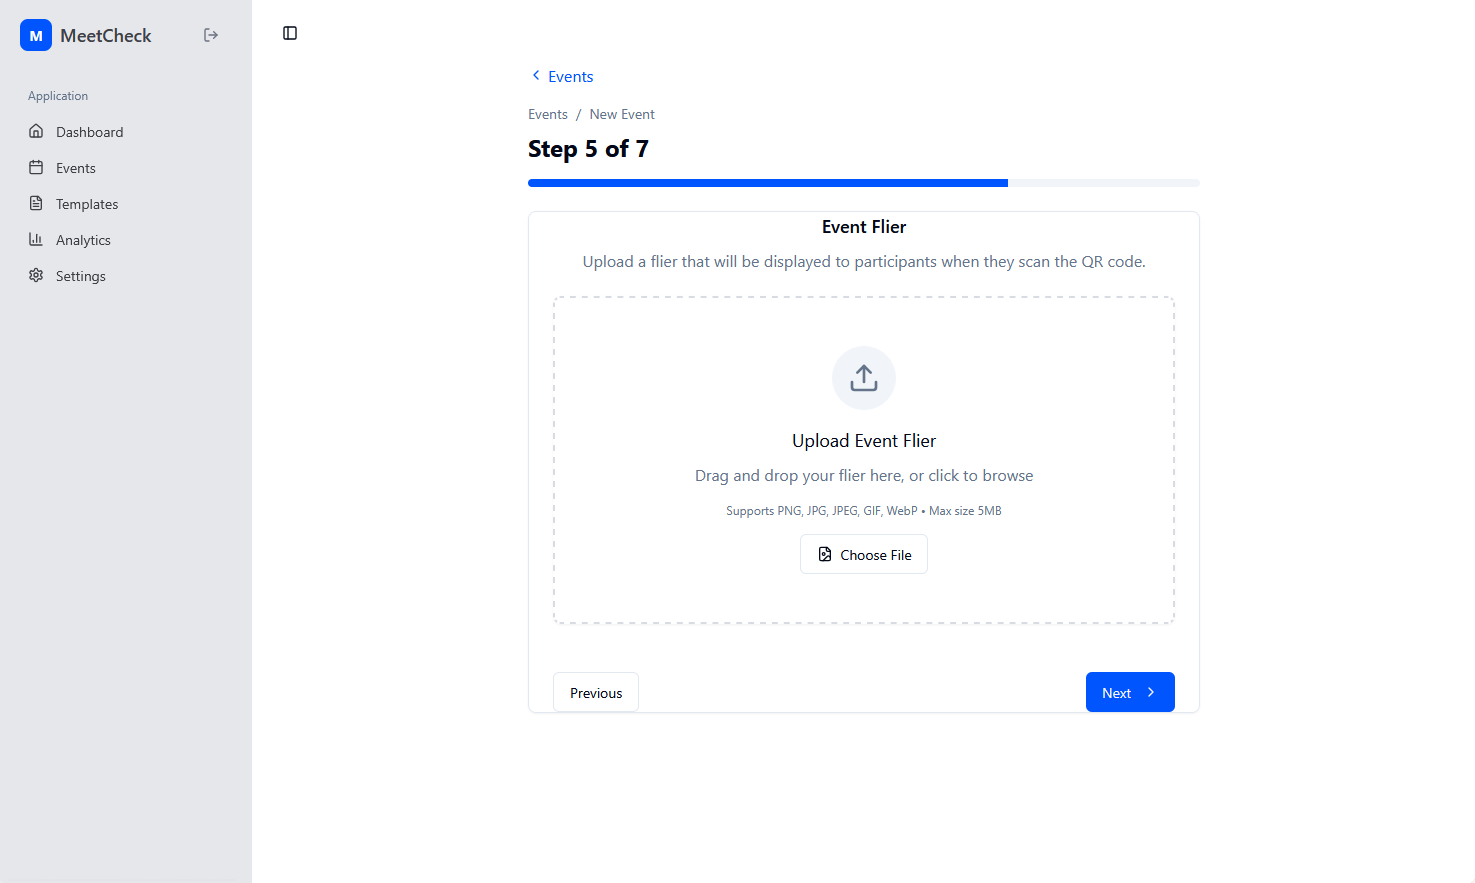 M MeetCheck
Application
Dashboard
Events
Templates
Analytics
Settings
Events
Events / New Event
Step 5 of 7
Event Flier
Upload a flier that will be displayed to participants when they scan the QR code.
Upload Event Flier
Drag and drop your flier here, or click to browse
Supports PNG, JPG, JPEG, GIF, WebP • Max size 5MB
Choose File
Previous
Next